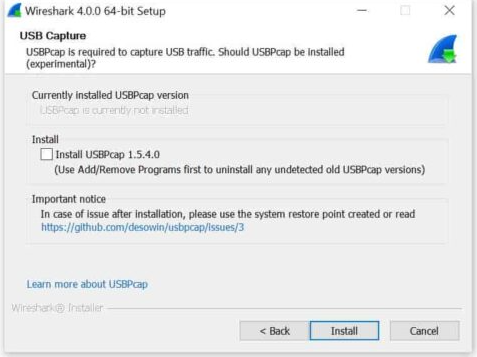 Wireshark 4.0.0 64-bit Setup
USB Capture
USBPcap is required to capture USB traffic. Should USBPcap be installed
(experimental)?
Currently installed USBPcap version
USBPcap is currently not installed
Install
Install USBPcap 1.5.4.0
(Use Add/Remove Programs first to uninstall any undetected old USBPcap versions)
Important notice
In case of issue after installation, please use the system restore point created or read
https://github.com/desowin/usbpcap/issues/3
Learn more about USBPcap
Wireshark® Installer
< Back Install Cancel